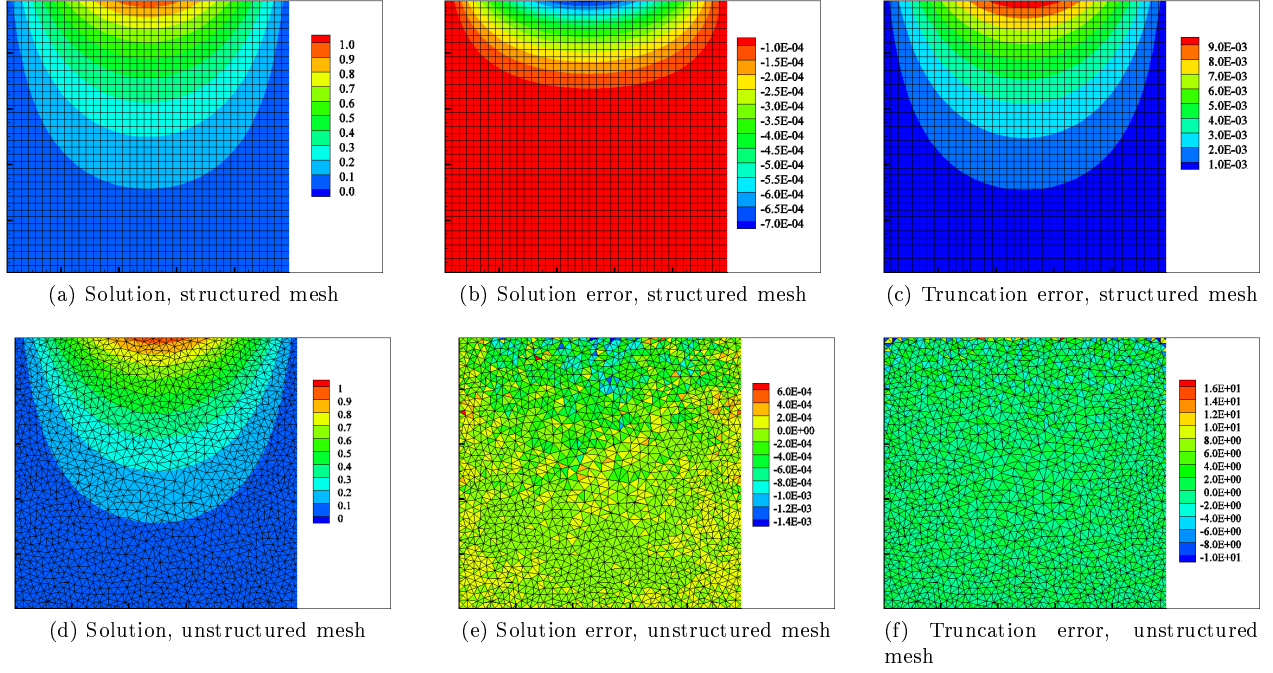 1.0
0.9
0.8
0.7
0.6
0.5
0.4
0.3
0.2
0.1
0.0
(a) Solution, structured mesh
-1.0E-04
-1.5E-04
-2.0E-04
-2.5E-04
-3.0E-04
-3.5E-04
-4.0E-04
-4.5E-04
-5.0E-04
-5.5E-04
-6.0E-04
-6.5E-04
-7.0E-04
(b) Solution error, structured mesh
9.0E-03
8.0E-03
7.0E-03
6.0E-03
5.0E-03
4.0E-03
3.0E-03
2.0E-03
1.0E-03
(c) Truncation error, structured mesh
1
0.9
0.8
0.7
0.6
0.5
0.4
0.3
0.2
0.1
0
(d) Solution, unstructured mesh
6.0E-04
4.0E-04
2.0E-04
0.0E+00
-2.0E-04
-4.0E-04
-6.0E-04
-8.0E-04
-1.0E-03
-1.2E-03
-1.4E-03
(e) Solution error, unstructured mesh
1.6E+01
1.4E+01
1.2E+01
1.0E+01
8.0E+00
6.0E+00
4.0E+00
2.0E+00
0.0E+00
-2.0E+00
-4.0E+00
-6.0E+00
-8.0E+00
-1.0E+01
(f) Truncation error, unstructured
mesh